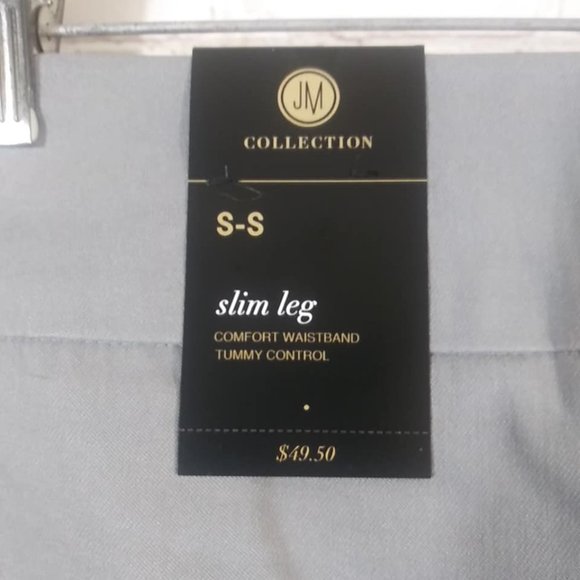 JM
COLLECTION
S-S
slim leg
COMFORT WAISTBAND
TUMMY CONTROL
$49.50